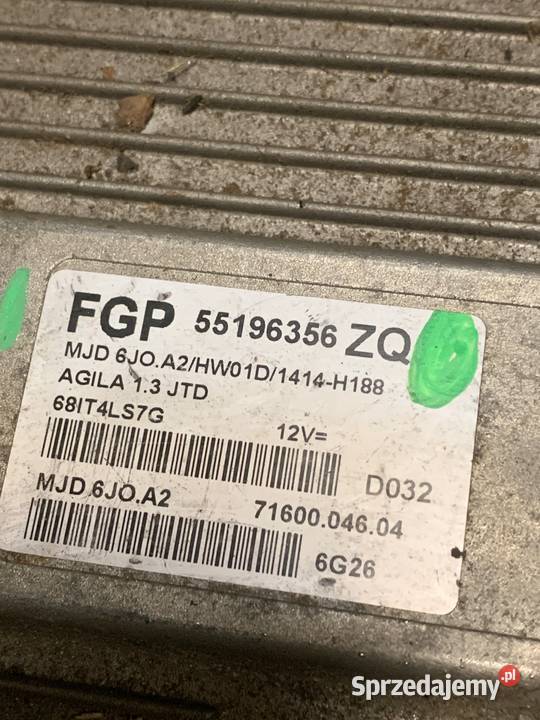 FGP 55196356 ZQ
MJD 6JO.A2/HW01D/1414-H188
AGILA 1.3 JTD
68IT4LS7G
12V=
D032
MJD 6JO.A2
71600.046.04
6G26
Sprzedajemy.pl